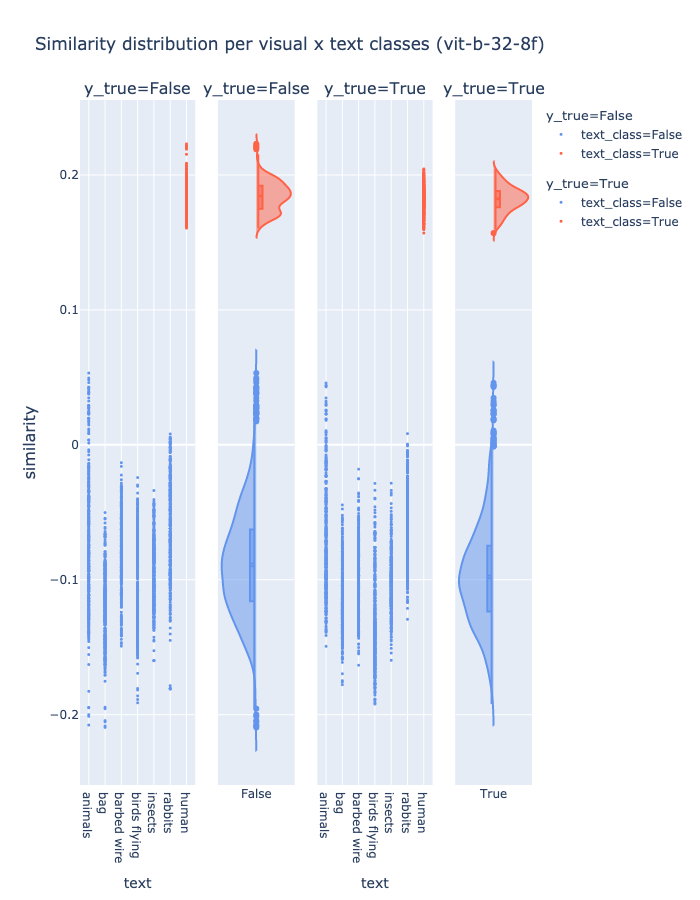 Similarity distribution per visual x text classes (vit-b-32-8f)
y_true=False
y_true=False
y_true=True
y_true=True
y_true=False
text_class=False
text_class=True
y_true=True
text_class=False
text_class=True
similarity
0.2
0.1
0
−0.1
−0.2
animals
bag
barbed wire
birds flying
insects
rabbits
human
False
animals
bag
barbed wire
birds flying
insects
rabbits
human
True
text
text